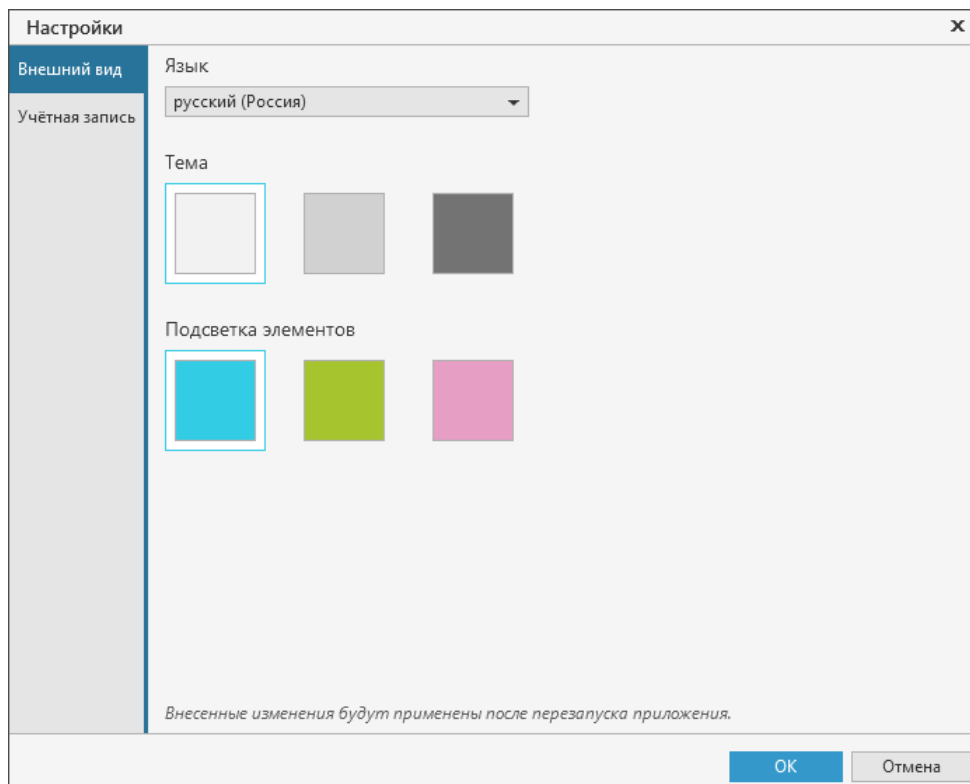 Настройки
Внешний вид
Учётная запись
Язык
русский (Россия)
Тема
Подсветка элементов
Внесенные изменения будут применены после перезапуска приложения.
ОК
Отмена